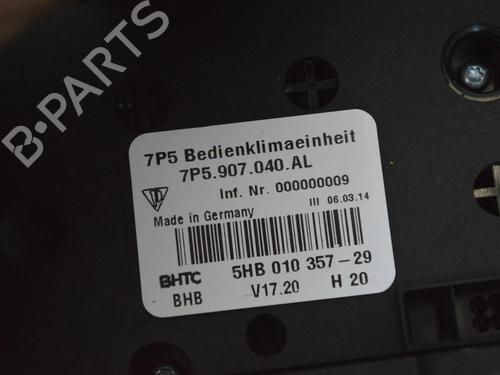 B-PARTS
7P5 Bedienklimaeinheit
7P5.907.040.AL
Inf. Nr. 000000009
III 06.03.14
Made in Germany
BHTC 5HB 010 357-29
BHB V17.20 H 20